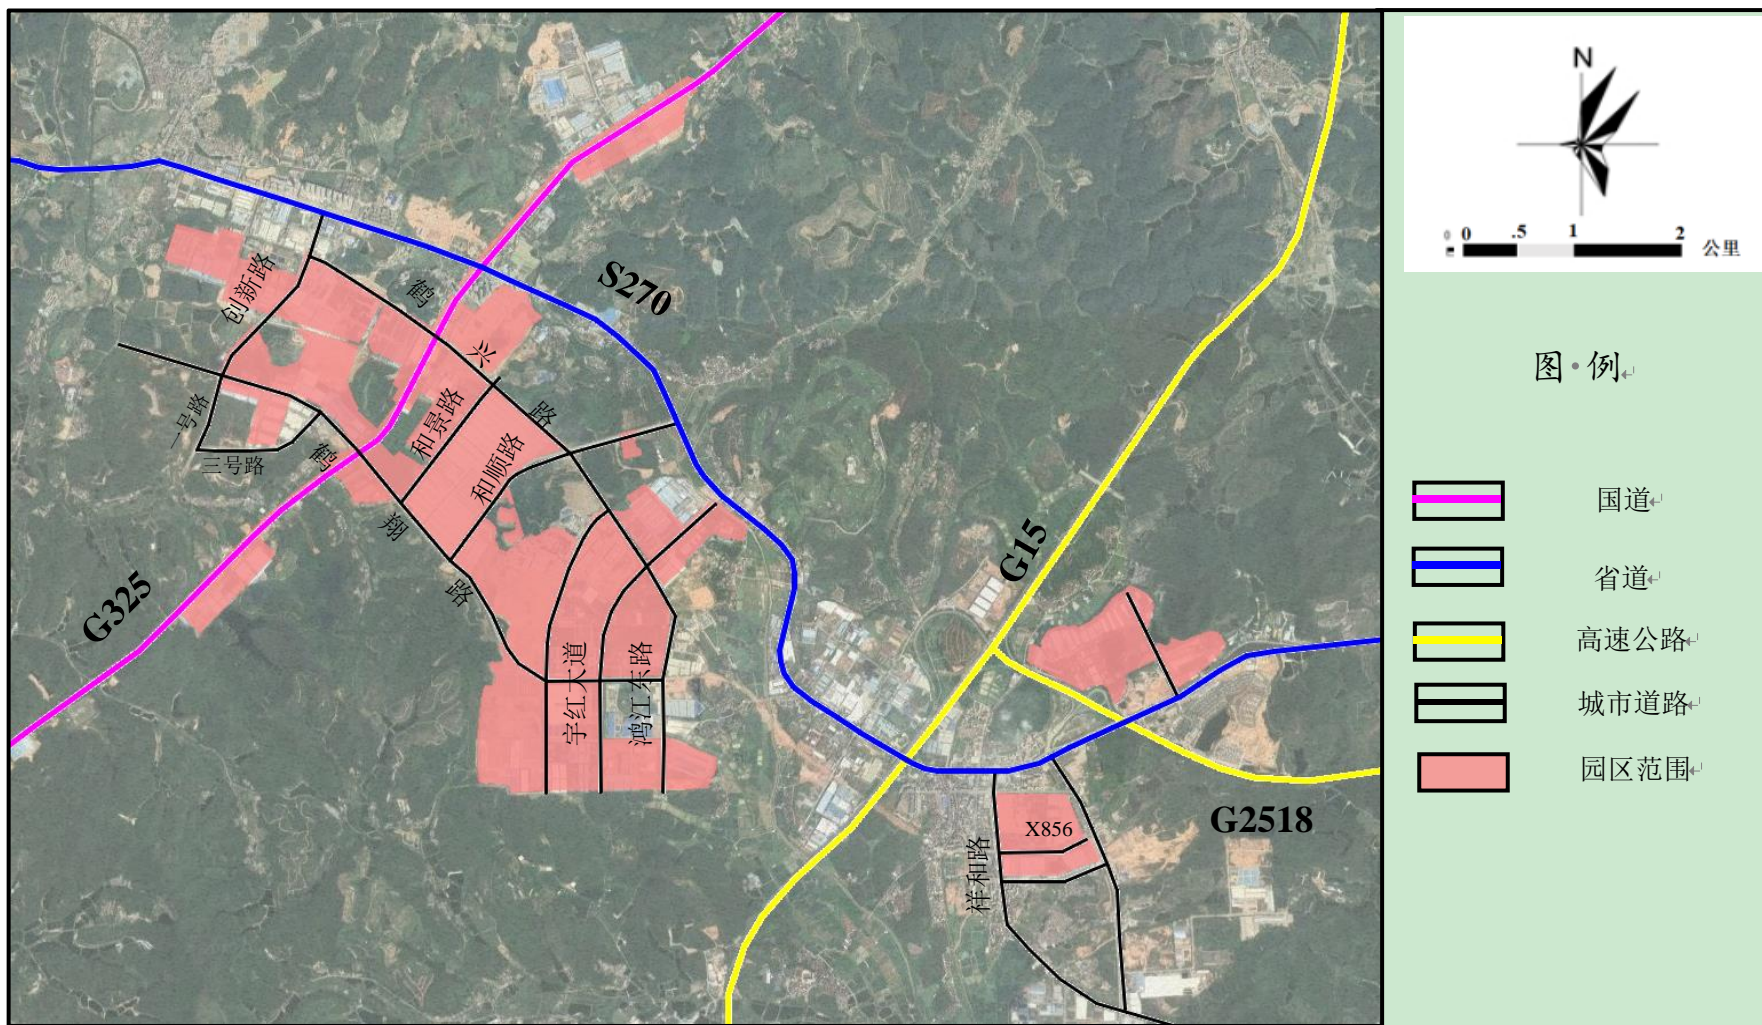 N
0 .5 1 2 公里
图·例
国道
省道
高速公路
城市道路
园区范围
S270
G325
G15
G2518
X856
创新路
鹤兴路
和景路
和顺路
一号路
三号路
鹤翔路
宇红大道
鸿江东路
祥和路